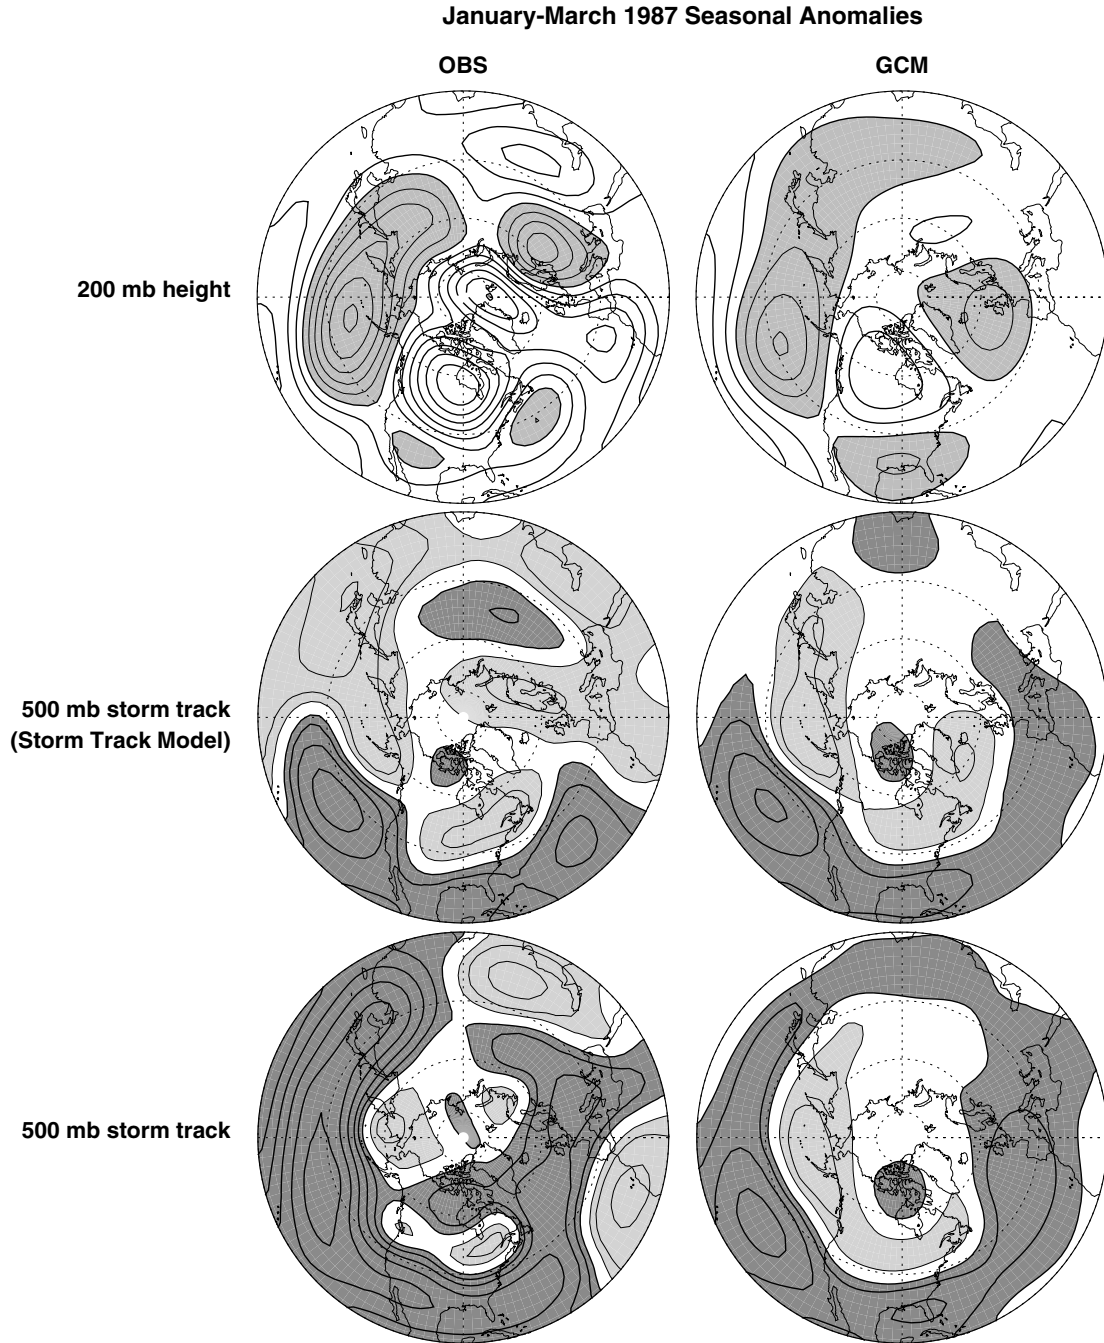 January-March 1987 Seasonal Anomalies
OBS
GCM
200 mb height
500 mb storm track
(Storm Track Model)
500 mb storm track